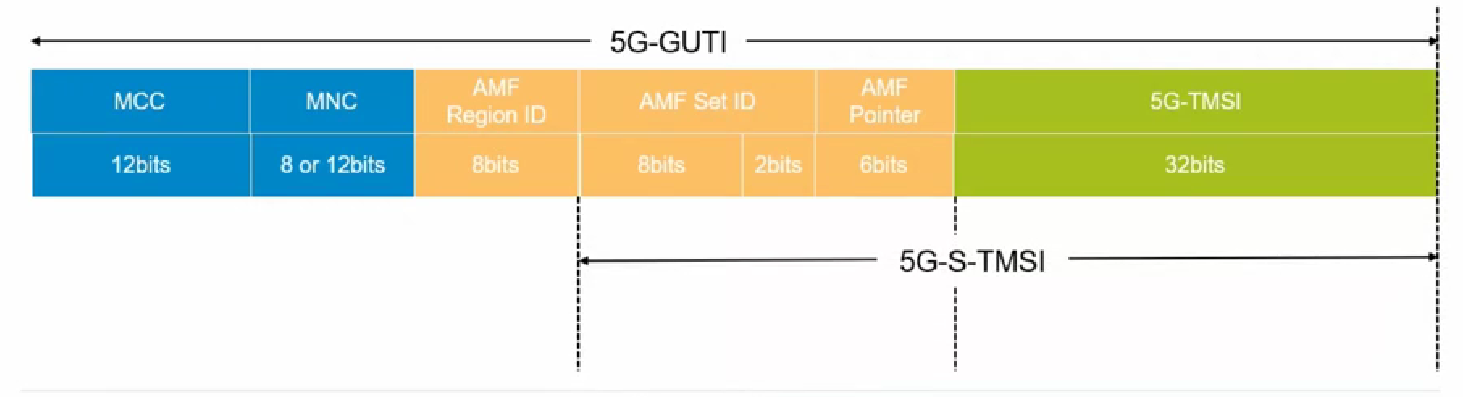 5G-GUTI
MCC
MNC
AMF
Region ID
AMF Set ID
AMF
Pointer
5G-TMSI
12bits
8 or 12bits
8bits
8bits
2bits
6bits
32bits
5G-S-TMSI